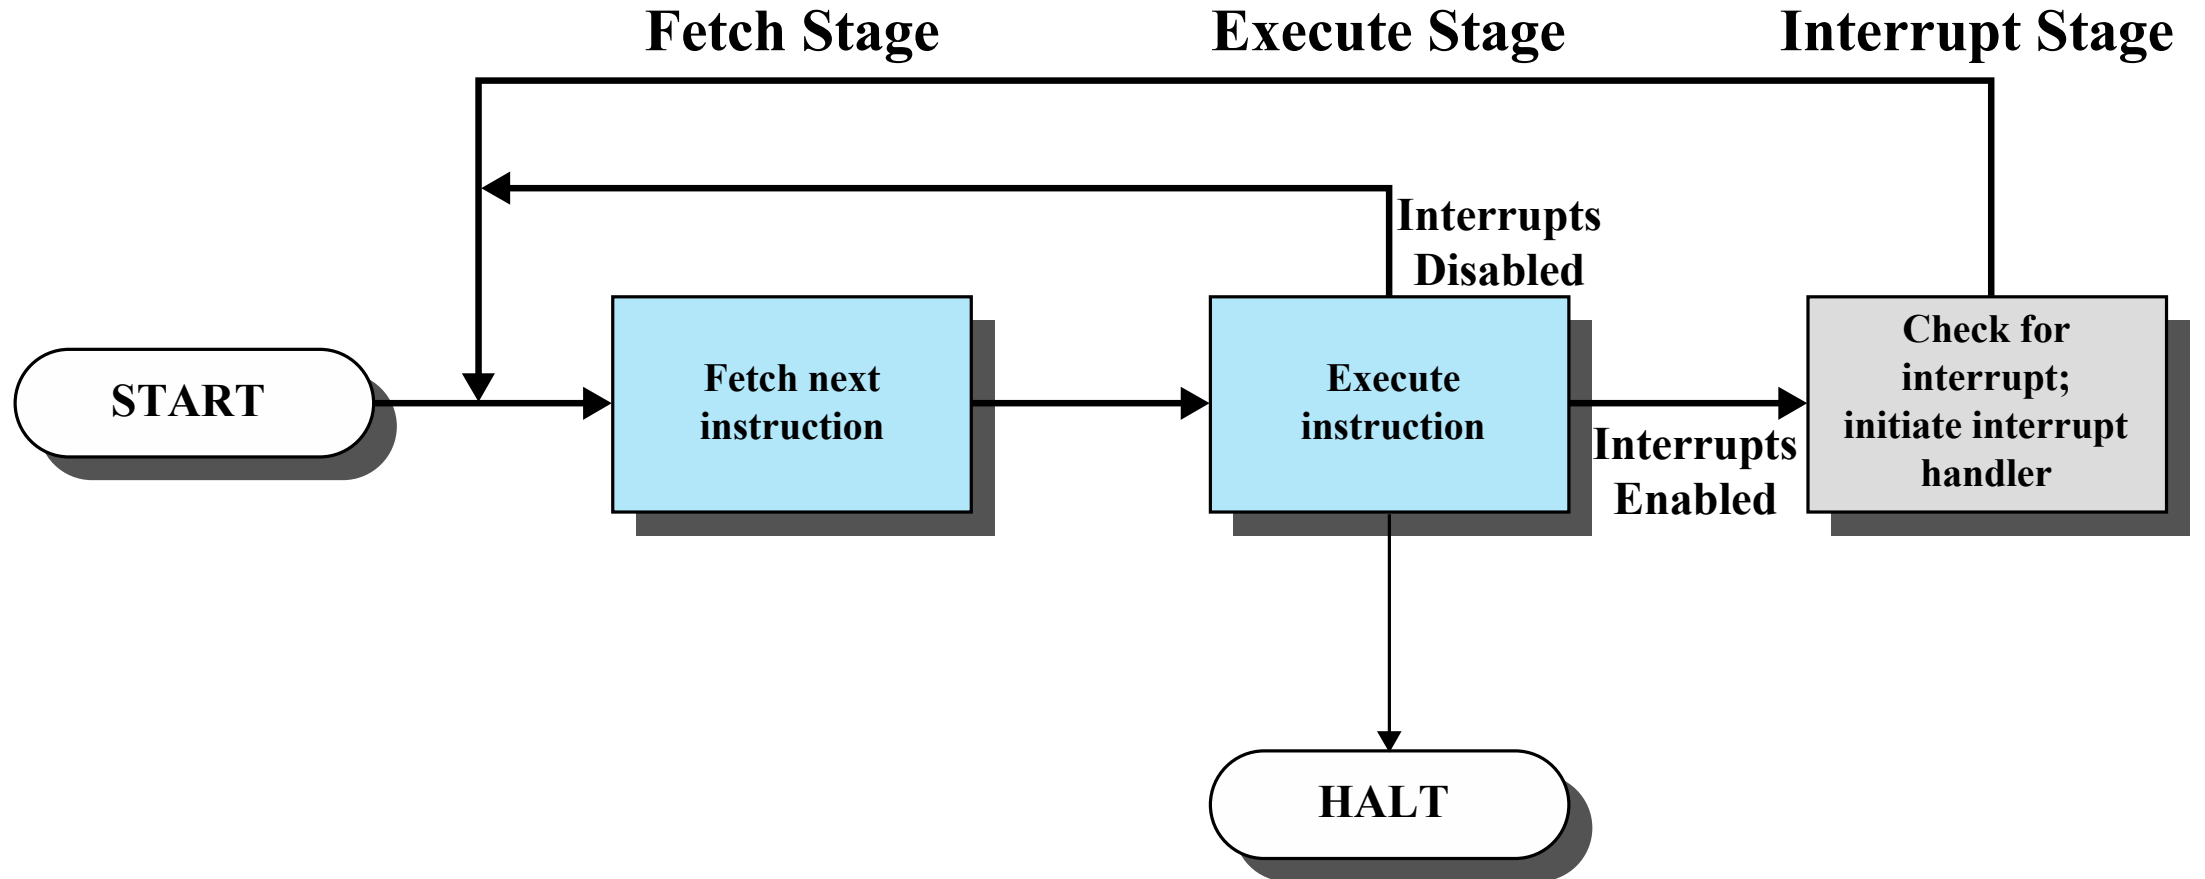 Fetch Stage
Execute Stage
Interrupt Stage
Interrupts
Disabled
START
Fetch next
instruction
Execute
instruction
Interrupts
Enabled
Check for
interrupt;
initiate interrupt
handler
HALT